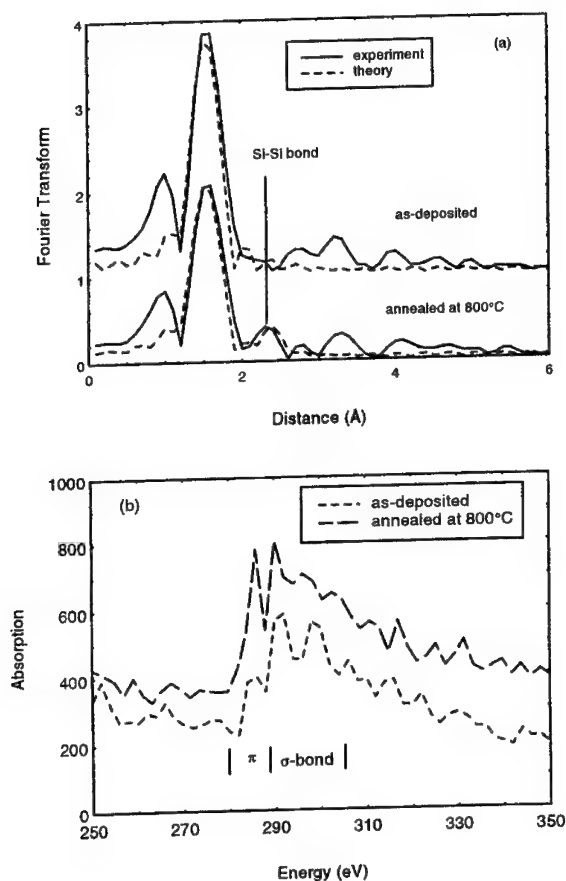 4
(a)
experiment
theory
3
Si-Si bond
Fourier Transform
2
as-deposited
1
annealed at 800°C
0
0 2 4 6
Distance (Å)
1000
(b)
as-deposited
annealed at 800°C
800
600
Absorption
400
200
π σ-bond
0
250 270 290 310 330 350
Energy (eV)